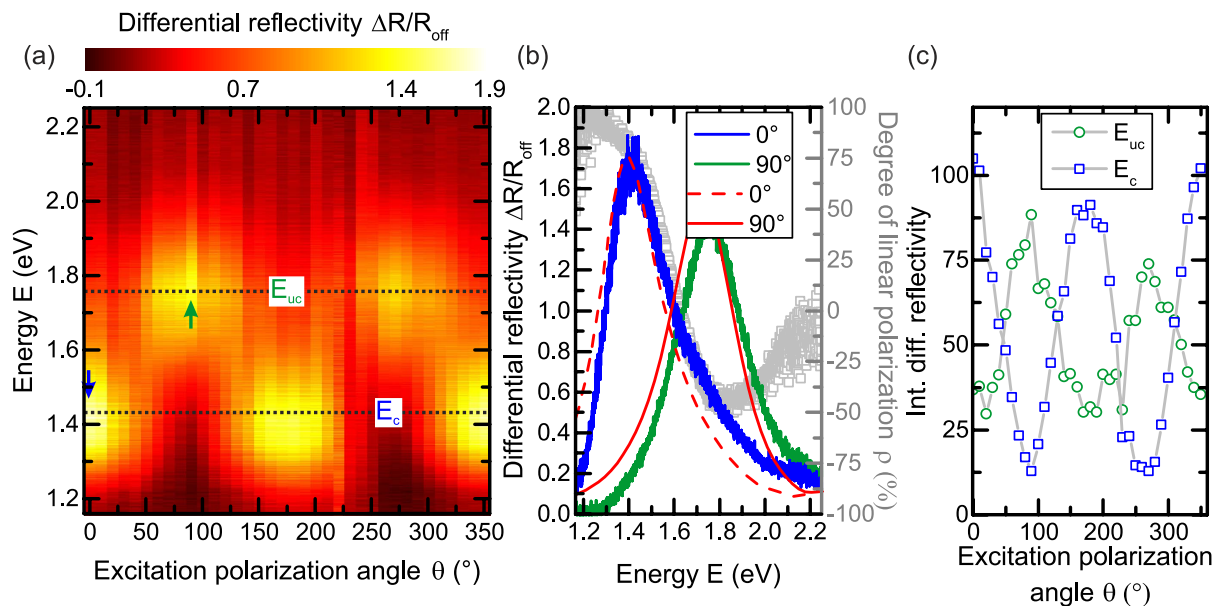 Differential reflectivity ΔR/R_off
(a)
-0.1 0.7 1.4 1.9
2.2
2.0
1.8
1.6
1.4
1.2
Energy E (eV)
E_uc
E_c
0 50 100 150 200 250 300 350
Excitation polarization angle θ (°)
(b)
2.0
1.8
1.6
1.4
1.2
1.0
0.8
0.6
0.4
0.2
0.0
Differential reflectivity ΔR/R_off
0°
90°
0°
90°
100
75
50
25
0
-25
-50
-75
-100
Degree of linear polarization ρ (%)
1.2 1.4 1.6 1.8 2.0 2.2
Energy E (eV)
(c)
100
75
50
25
0
Int. diff. reflectivity
E_uc
E_c
0 100 200 300
Excitation polarization
angle θ (°)